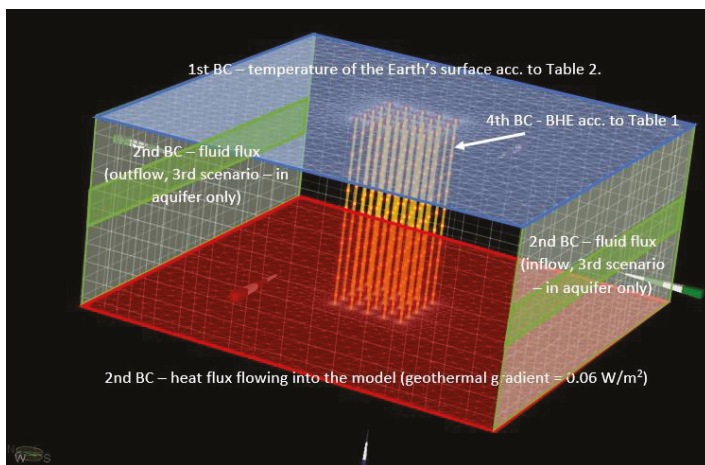 1st BC – temperature of the Earth's surface acc. to Table 2.
4th BC - BHE acc. to Table 1
2nd BC – fluid flux
(outflow, 3rd scenario – in
aquifer only)
2nd BC – fluid flux
(inflow, 3rd scenario
– in aquifer only)
2nd BC – heat flux flowing into the model (geothermal gradient = 0.06 W/m²)
N
W S